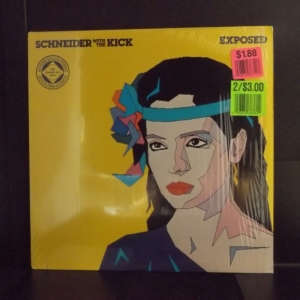 SCHNEIDER WITH THE KICK
EXPOSED
$1.88
2/$3.00